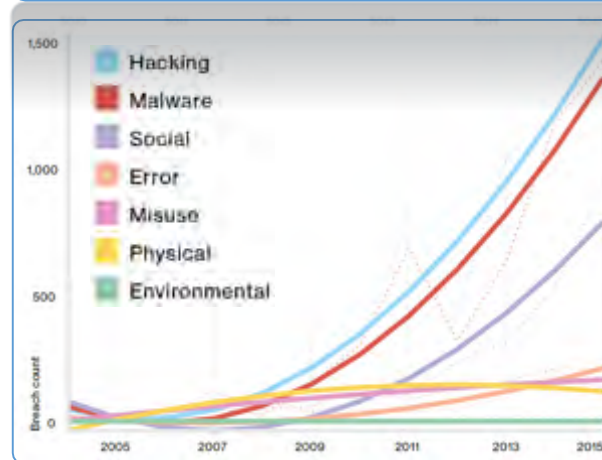 1,500
Hacking
Malware
Social
1,000
Error
Misuse
Physical
500
Environmental
Breach count
0
2005 2007 2009 2011 2013 2015